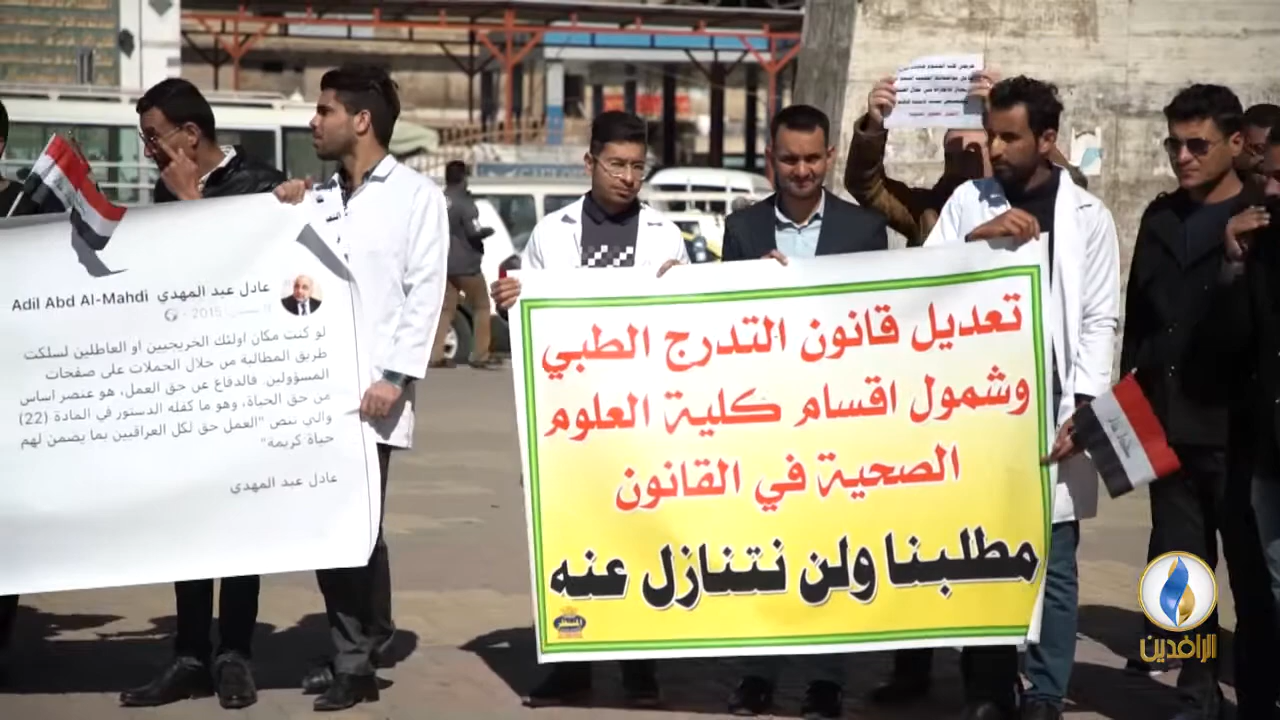 Adil Abd Al-Mahdi عادل عبد المهدي
2015
لو كنت مكان اولئك الخريجيين او العاطلين لسلكت
طريق المطالبة من خلال الحملات على صفحات
المسؤولين. فالدفاع عن حق العمل، هو عنصر اساس
من حق الحياة، وهو ما كفله الدستور في المادة (22)
والتي تنص "العمل حق لكل العراقيين بما يضمن لهم
حياة كريمة"
عادل عبد المهدي
تعديل قانون التدرج الطبي
وشمول اقسام كلية العلوم
الصحية في القانون
مطلبنا ولن نتنازل عنه
المنتظر
الرافدين